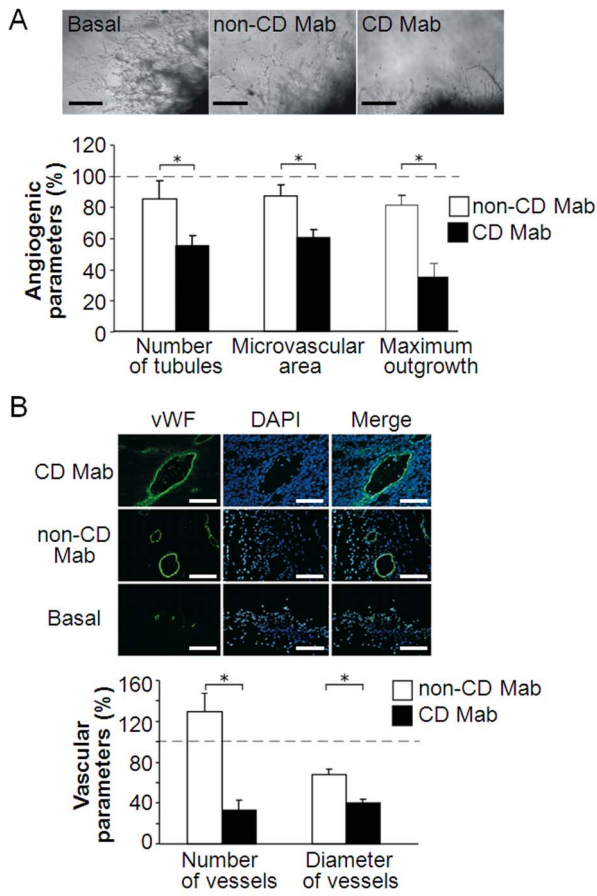 A
Basal
non-CD Mab
CD Mab
Angiogenic
parameters (%)
120
100
80
60
40
20
0
*
*
*
non-CD Mab
CD Mab
Number
of tubules
Microvascular
area
Maximum
outgrowth
B
vWF
DAPI
Merge
CD Mab
non-CD
Mab
Basal
Vascular
parameters (%)
160
120
80
40
0
*
*
non-CD Mab
CD Mab
Number
of vessels
Diameter
of vessels